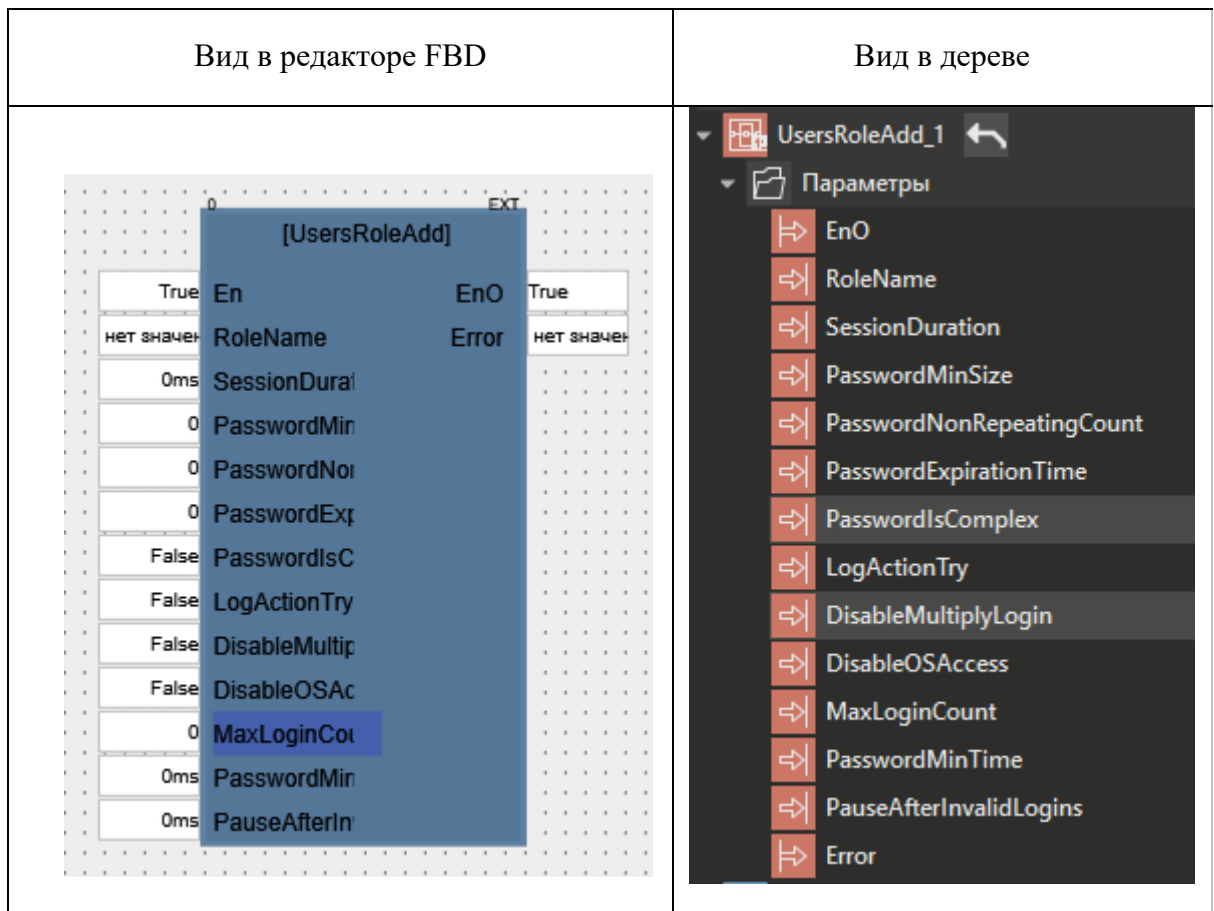 Вид в редакторе FBD
Вид в дереве
0 EXT
[UsersRoleAdd]
True En EnO True
нет значен RoleName Error нет значен
0ms SessionDurat
0 PasswordMin
0 PasswordNon
0 PasswordExp
False PasswordIsC
False LogActionTry
False DisableMultip
False DisableOSAc
0 MaxLoginCou
0ms PasswordMin
0ms PauseAfterIn
UsersRoleAdd_1
Параметры
EnO
RoleName
SessionDuration
PasswordMinSize
PasswordNonRepeatingCount
PasswordExpirationTime
PasswordIsComplex
LogActionTry
DisableMultiplyLogin
DisableOSAccess
MaxLoginCount
PasswordMinTime
PauseAfterInvalidLogins
Error